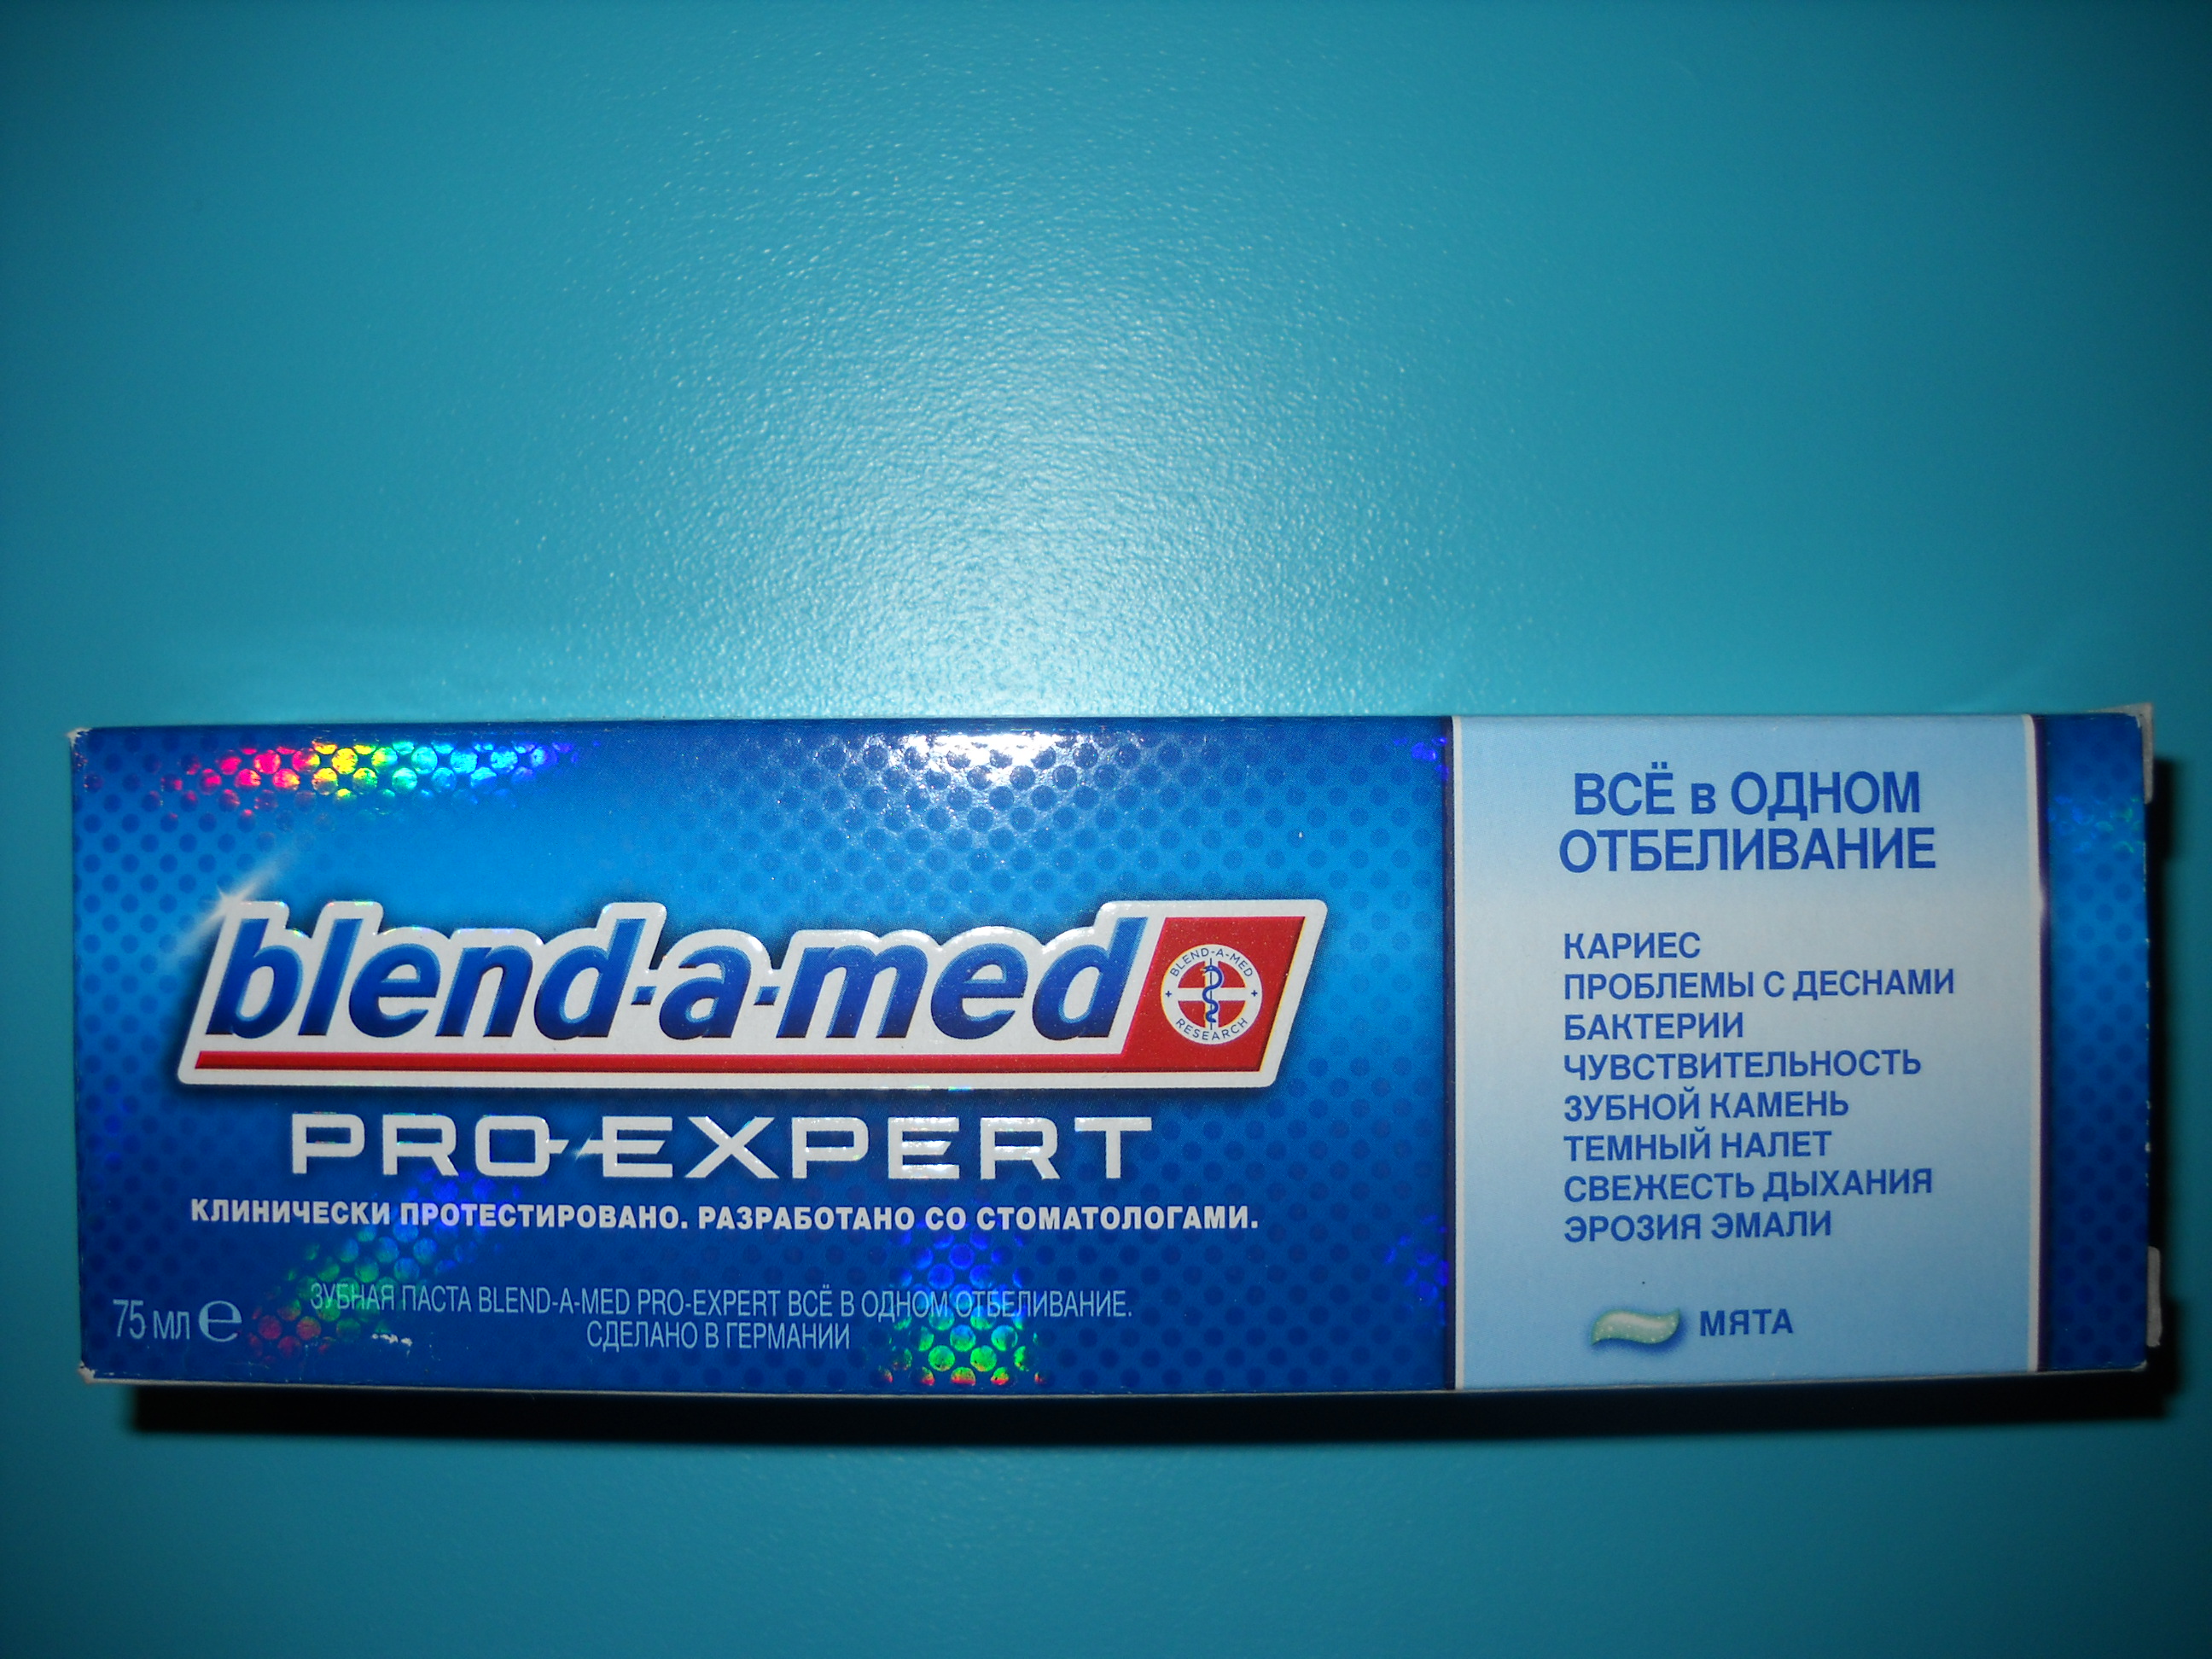 blend-a-med
BLEND-A-MED
RESEARCH
PRO-EXPERT
КЛИНИЧЕСКИ ПРОТЕСТИРОВАНО. РАЗРАБОТАНО СО СТОМАТОЛОГАМИ.
75 мл e
ЗУБНАЯ ПАСТА BLEND-A-MED PRO-EXPERT ВСЁ В ОДНОМ ОТБЕЛИВАНИЕ.
СДЕЛАНО В ГЕРМАНИИ
ВСЁ в ОДНОМ
ОТБЕЛИВАНИЕ
КАРИЕС
ПРОБЛЕМЫ С ДЕСНАМИ
БАКТЕРИИ
ЧУВСТВИТЕЛЬНОСТЬ
ЗУБНОЙ КАМЕНЬ
ТЕМНЫЙ НАЛЕТ
СВЕЖЕСТЬ ДЫХАНИЯ
ЭРОЗИЯ ЭМАЛИ
МЯТА